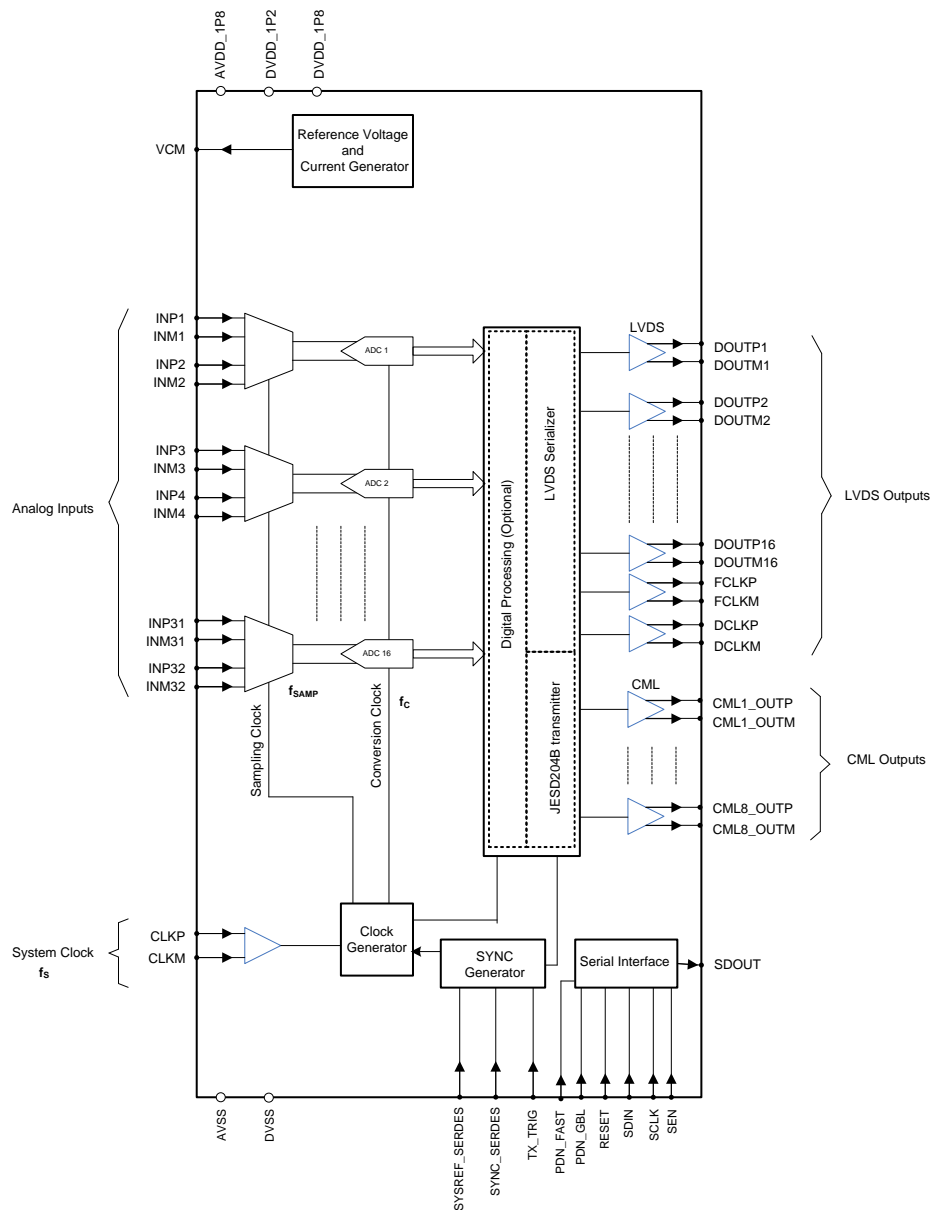 AVDD_1P8
DVDD_1P2
DVDD_1P8
Reference Voltage
and
Current Generator
VCM
Analog Inputs
INP1
INM1
INP2
INM2
INP3
INM3
INP4
INM4
INP31
INM31
INP32
INM32
ADC 1
ADC 2
ADC 16
fSAMP
fC
Sampling Clock
Conversion Clock
Digital Processing (Optional)
LVDS Serializer
JESD204B transmitter
LVDS
DOUTP1
DOUTM1
DOUTP2
DOUTM2
DOUTP16
DOUTM16
FCLKP
FCLKM
DCLKP
DCLKM
LVDS Outputs
CML
CML1_OUTP
CML1_OUTM
CML8_OUTP
CML8_OUTM
CML Outputs
System Clock
fS
CLKP
CLKM
Clock
Generator
SYNC
Generator
Serial Interface
SDOUT
AVSS
DVSS
SYSREF_SERDES
SYNC_SERDES
TX_TRIG
PDN_FAST
PDN_GBL
RESET
SDIN
SCLK
SEN